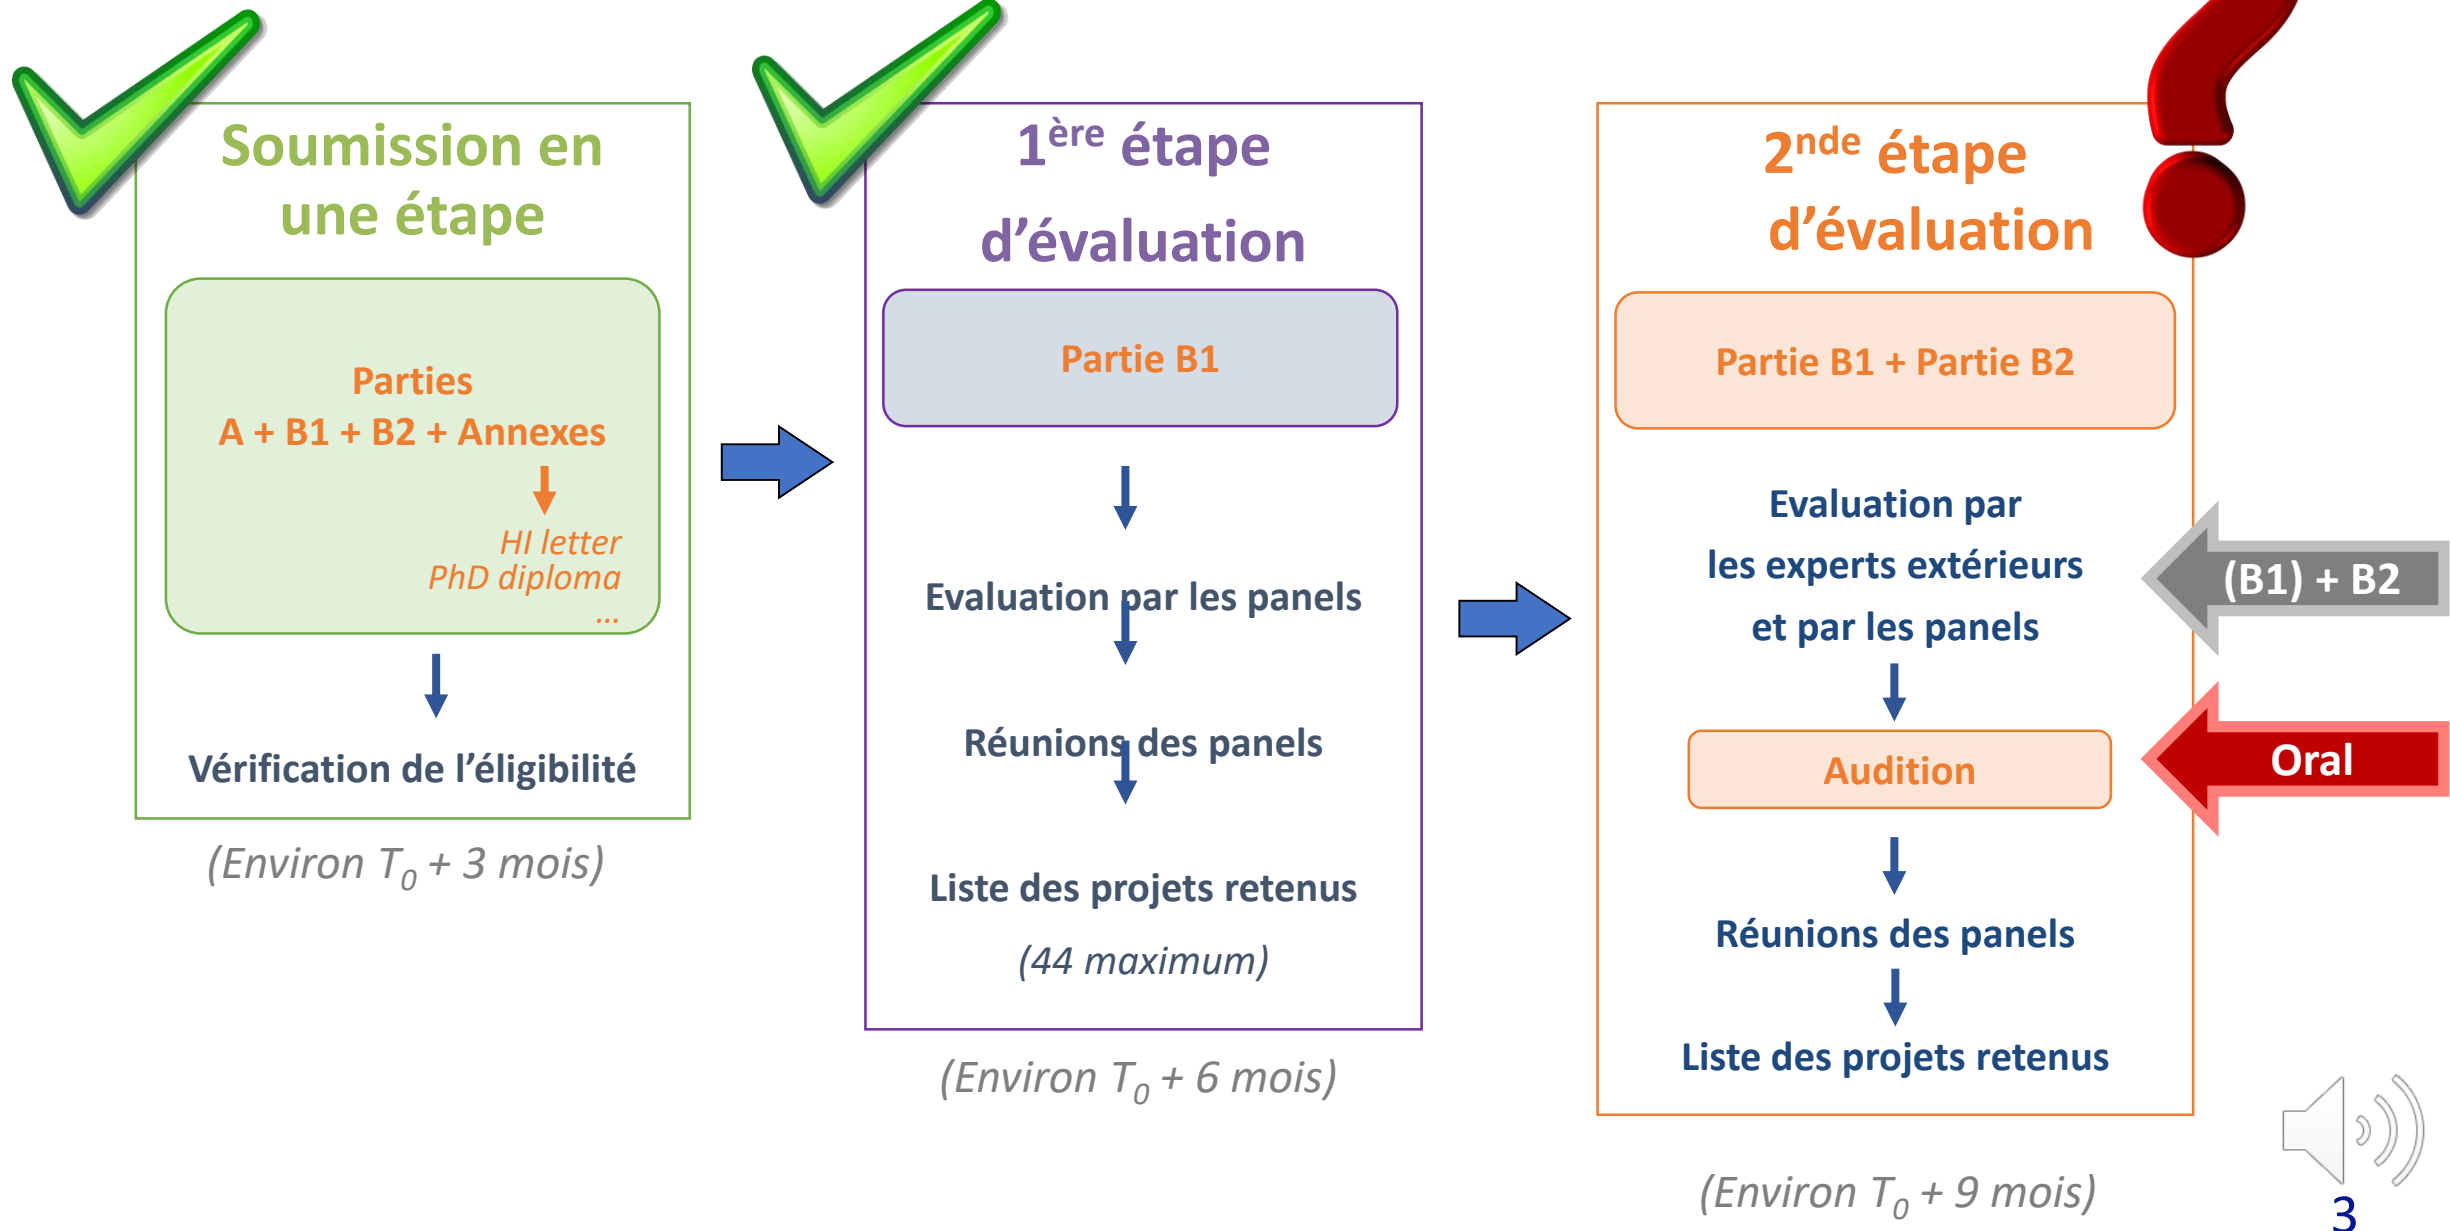 Soumission en
une étape
Parties
A + B1 + B2 + Annexes
HI letter
PhD diploma
...
Vérification de l'éligibilité
(Environ T0 + 3 mois)
1ère étape
d'évaluation
Partie B1
Evaluation par les panels
Réunions des panels
Liste des projets retenus
(44 maximum)
(Environ T0 + 6 mois)
2nde étape
d'évaluation
Partie B1 + Partie B2
Evaluation par
les experts extérieurs
et par les panels
(B1) + B2
Audition
Oral
Réunions des panels
Liste des projets retenus
(Environ T0 + 9 mois)
3